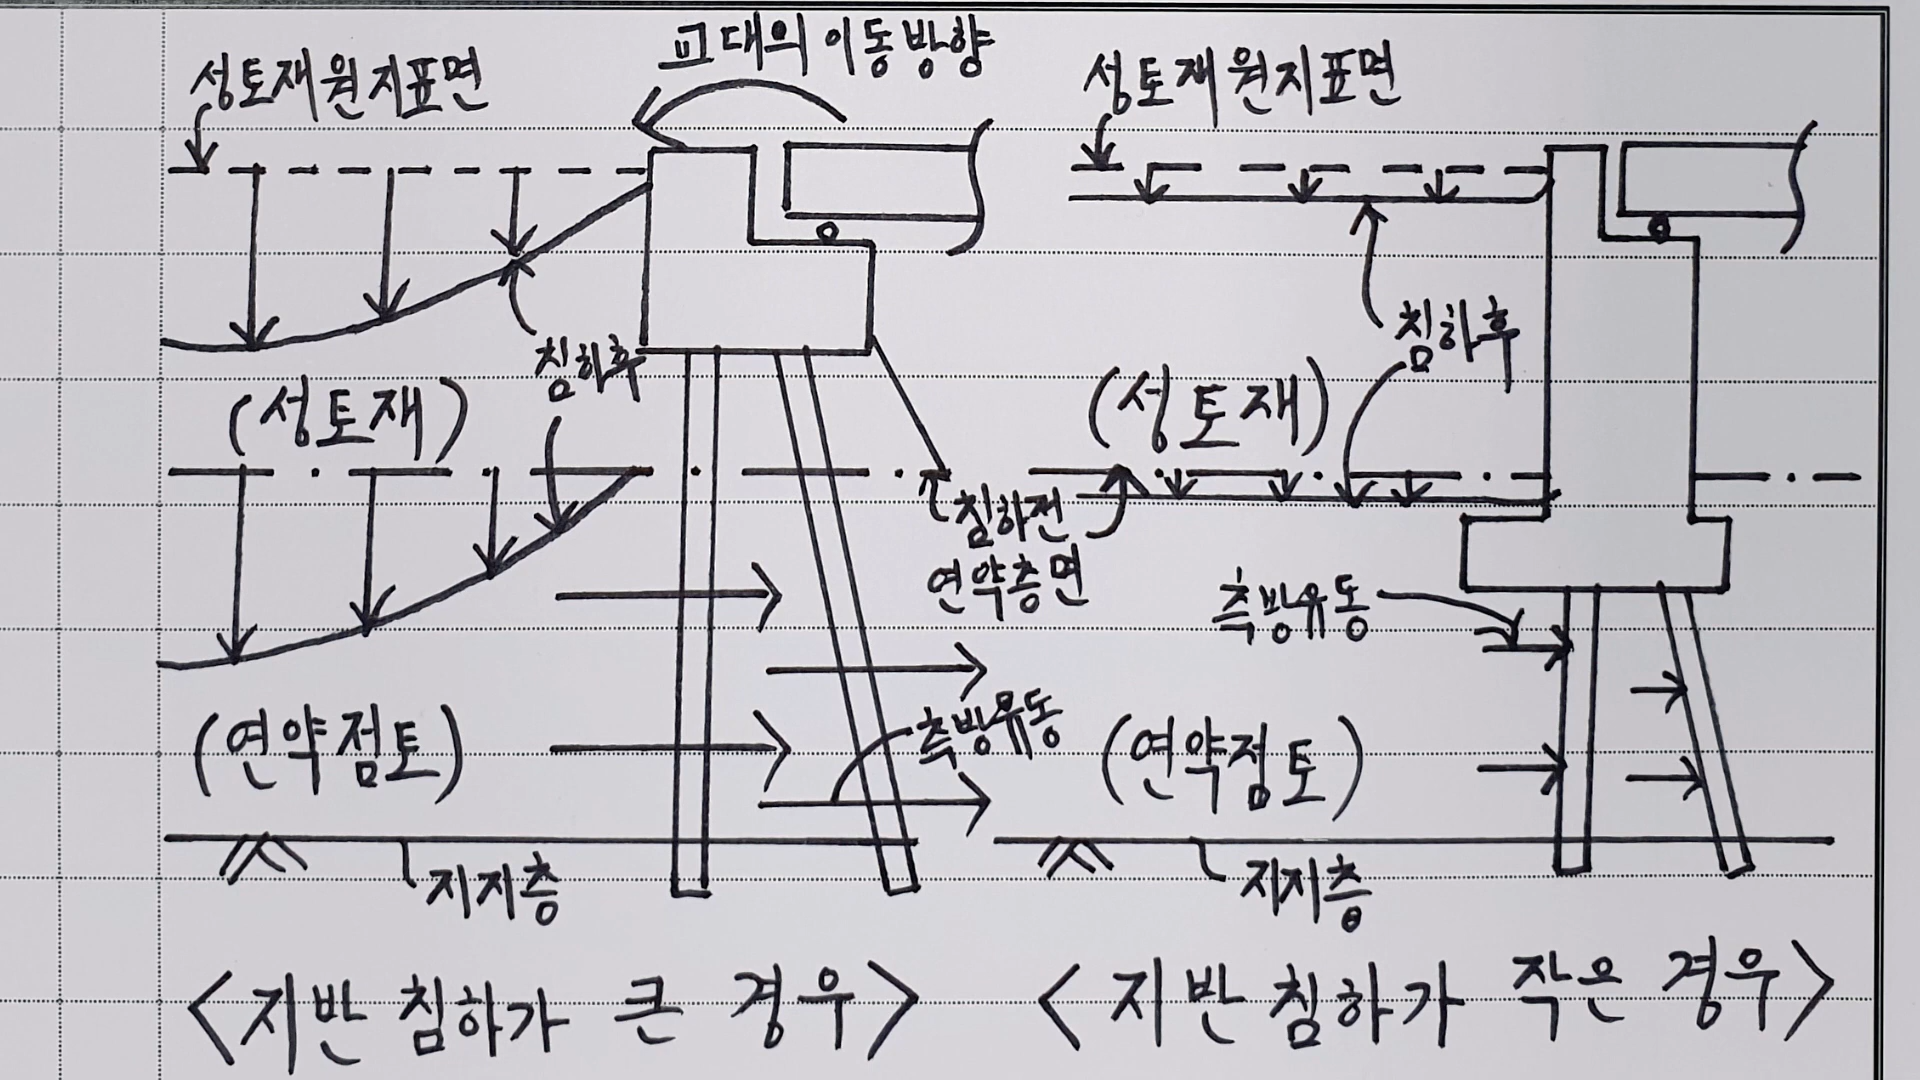 교대의 이동방향
성토재원지표면
침하후
(성토재)
침하전
연약층면
측방유동
(연약점토)
지지층
<지반 침하가 큰 경우>
성토재원지표면
침하후
(성토재)
측방유동
(연약점토)
지지층
<지반 침하가 작은 경우>